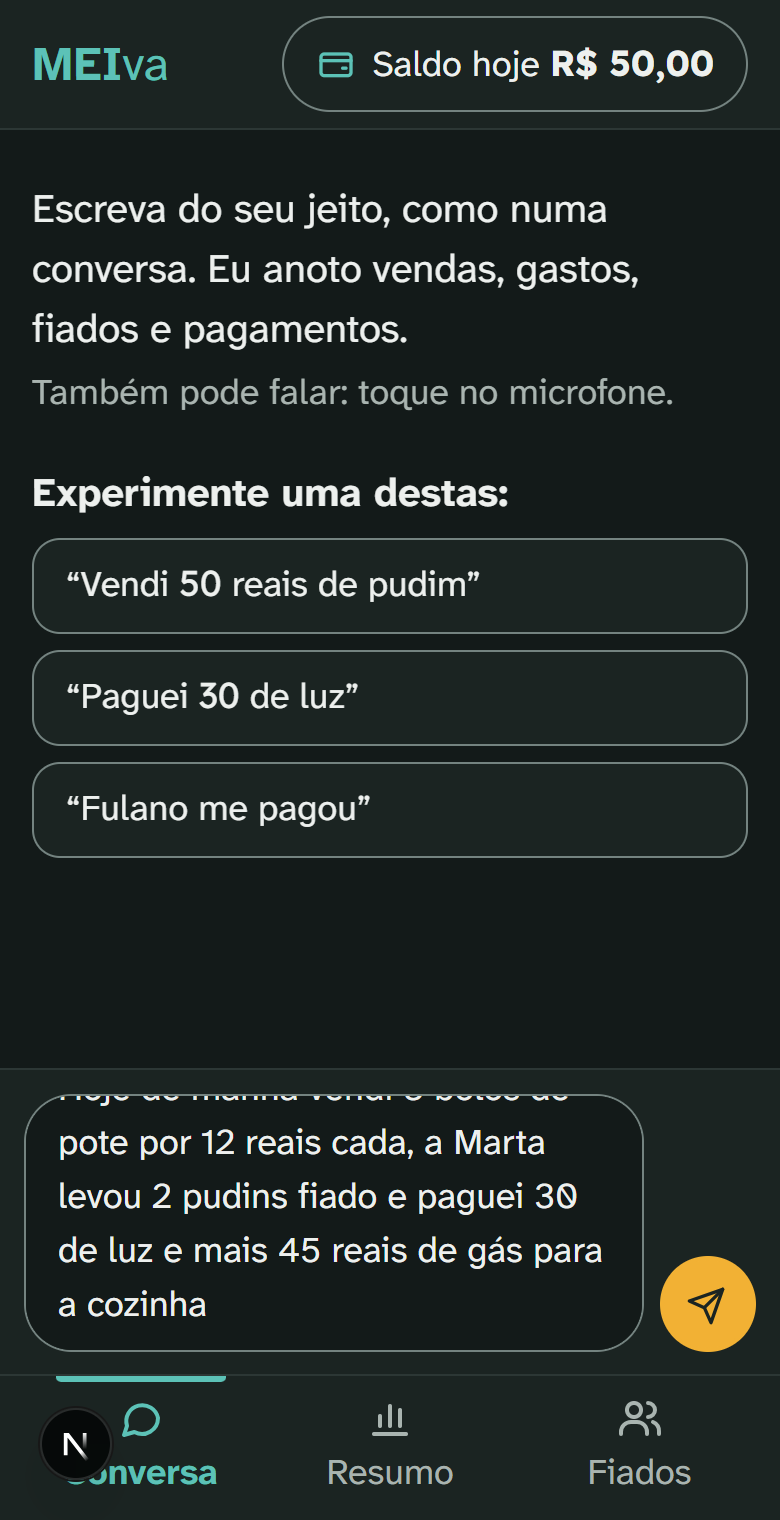 MEIva
Saldo hoje R$ 50,00
Escreva do seu jeito, como numa
conversa. Eu anoto vendas, gastos,
fiados e pagamentos.
Também pode falar: toque no microfone.
Experimente uma destas:
“Vendi 50 reais de pudim”
“Paguei 30 de luz”
“Fulano me pagou”
pote por 12 reais cada, a Marta
levou 2 pudins fiado e paguei 30
de luz e mais 45 reais de gás para
a cozinha
N
Conversa
Resumo
Fiados